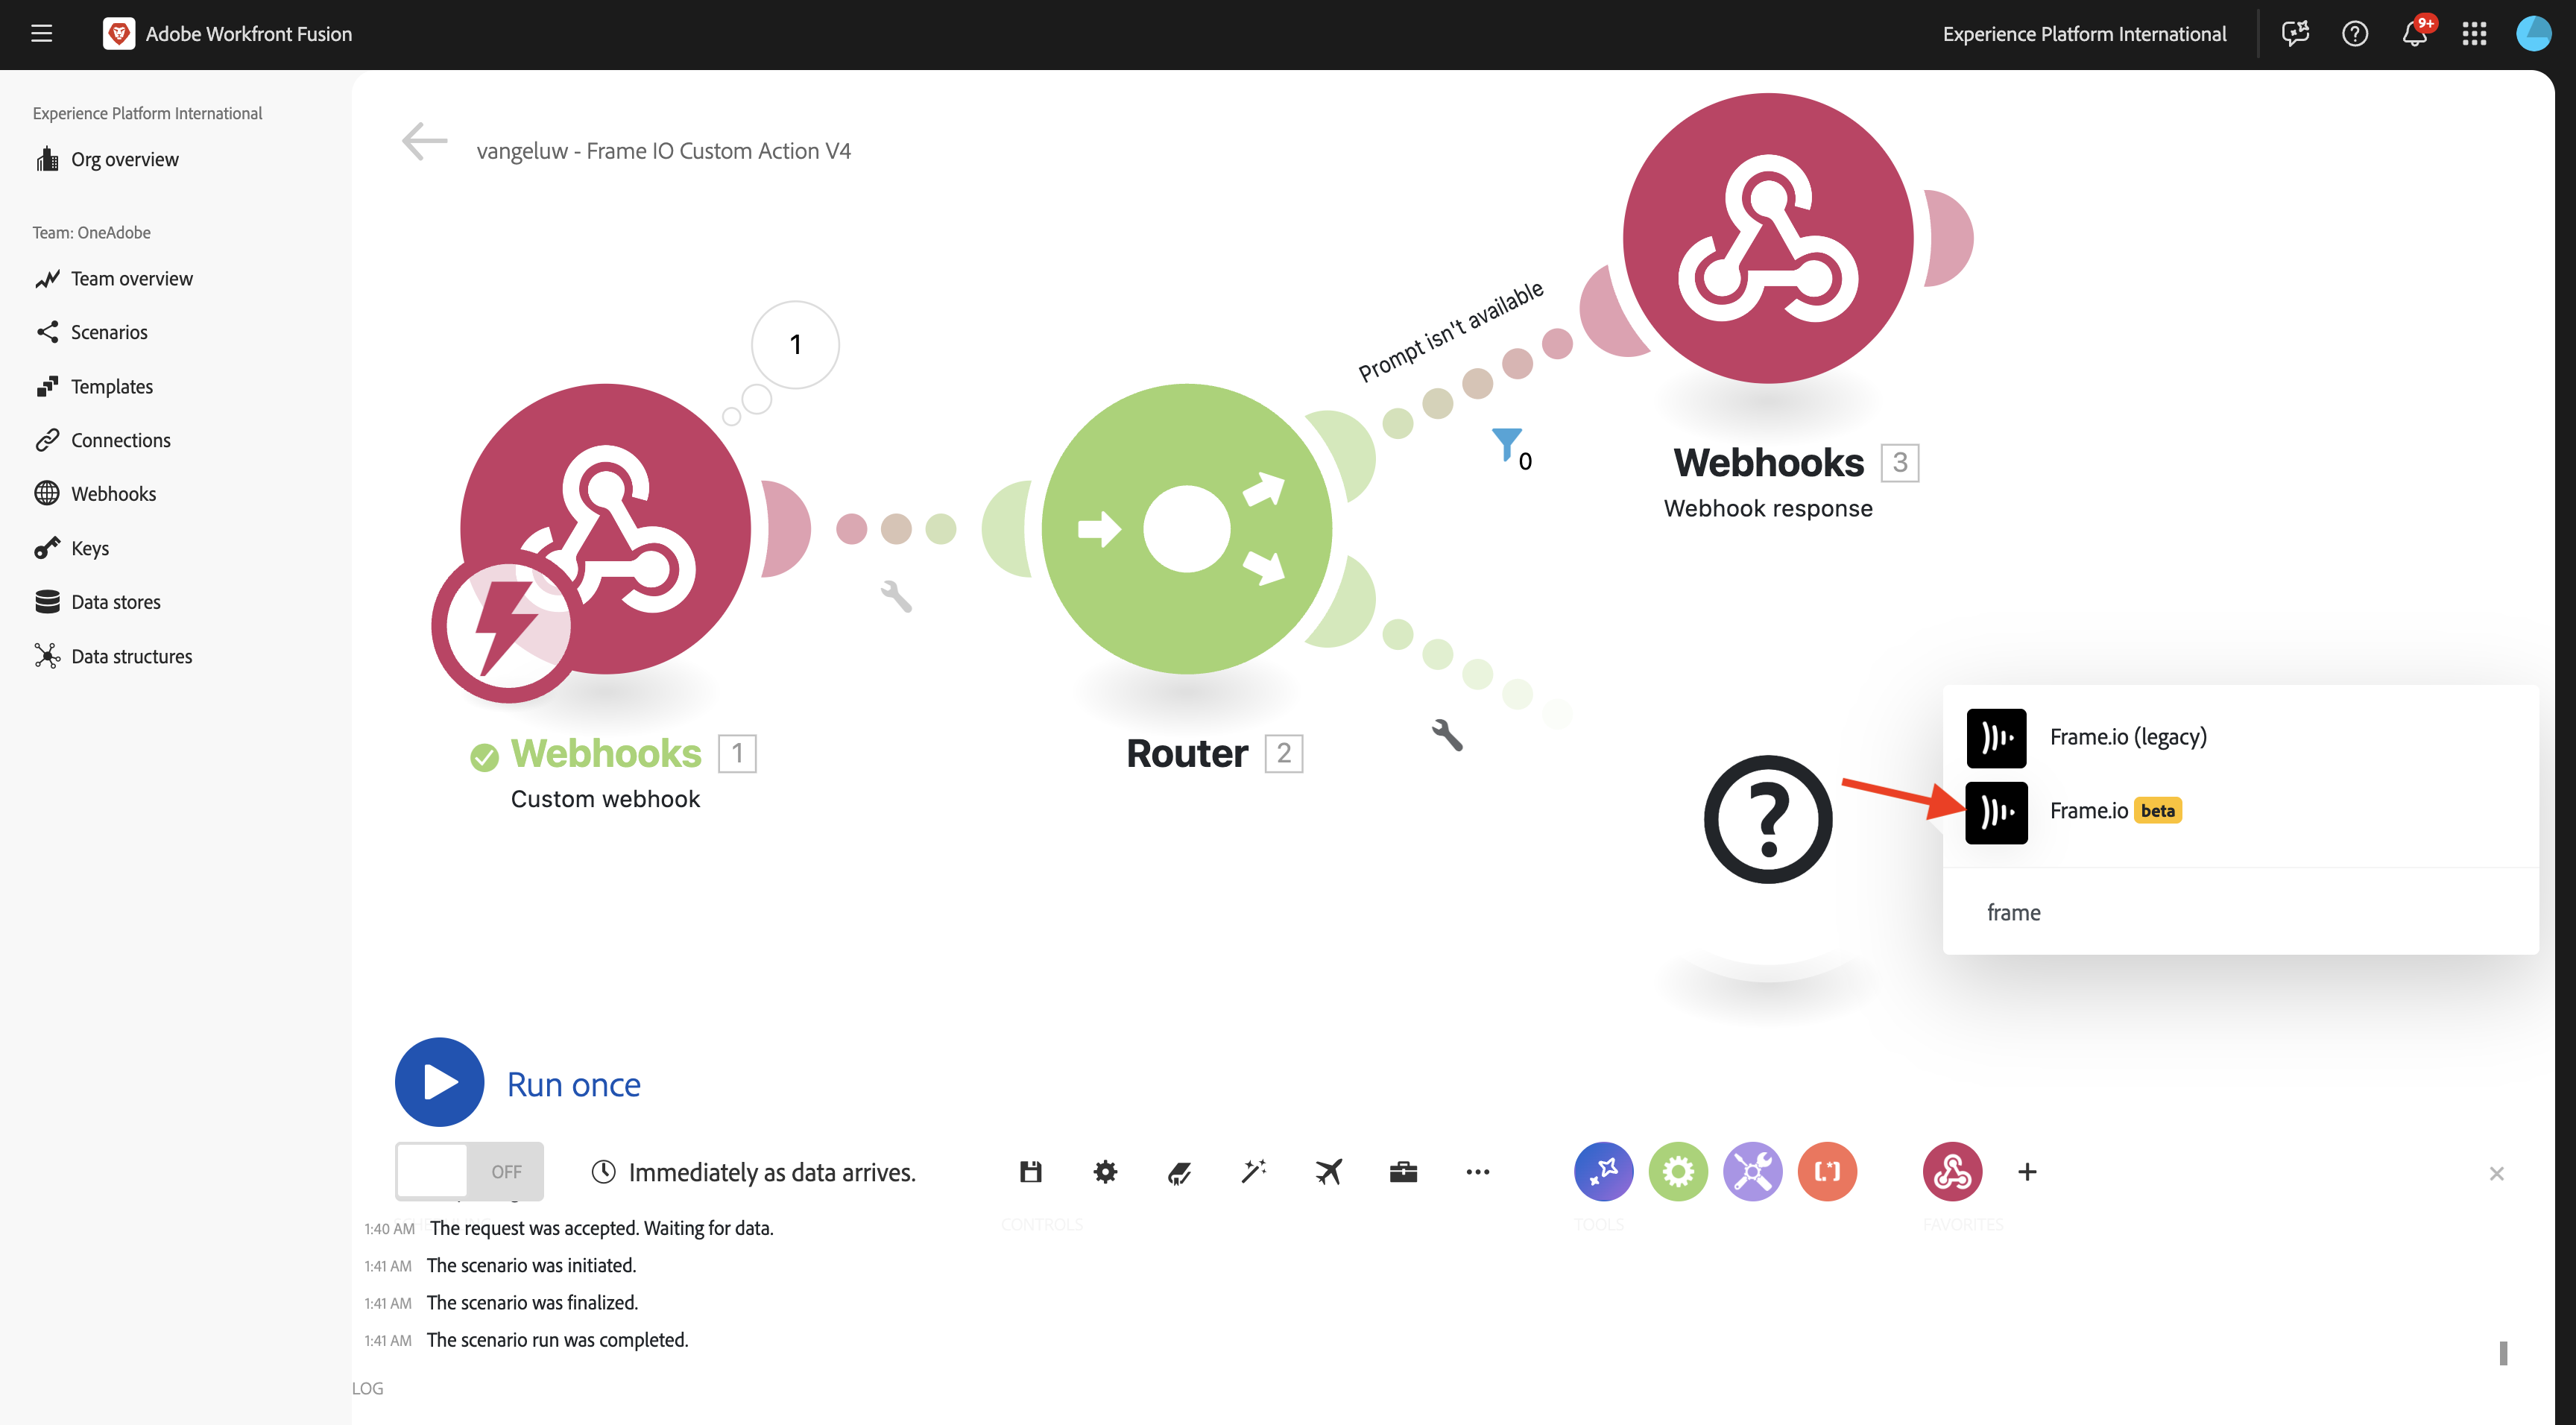 Adobe Workfront Fusion
Experience Platform International
9+
Experience Platform International
Org overview
Team: OneAdobe
Team overview
Scenarios
Templates
Connections
Webhooks
Keys
Data stores
Data structures
vangeluw - Frame IO Custom Action V4
1
Prompt isn't available
0
Webhooks 3
Webhook response
Webhooks 1
Custom webhook
Router 2
?
Frame.io (legacy)
Frame.io beta
frame
Run once
OFF
Immediately as data arrives.
CONTROLS
TOOLS
FAVORITES
1:40 AM The request was accepted. Waiting for data.
1:41 AM The scenario was initiated.
1:41 AM The scenario was finalized.
1:41 AM The scenario run was completed.
LOG